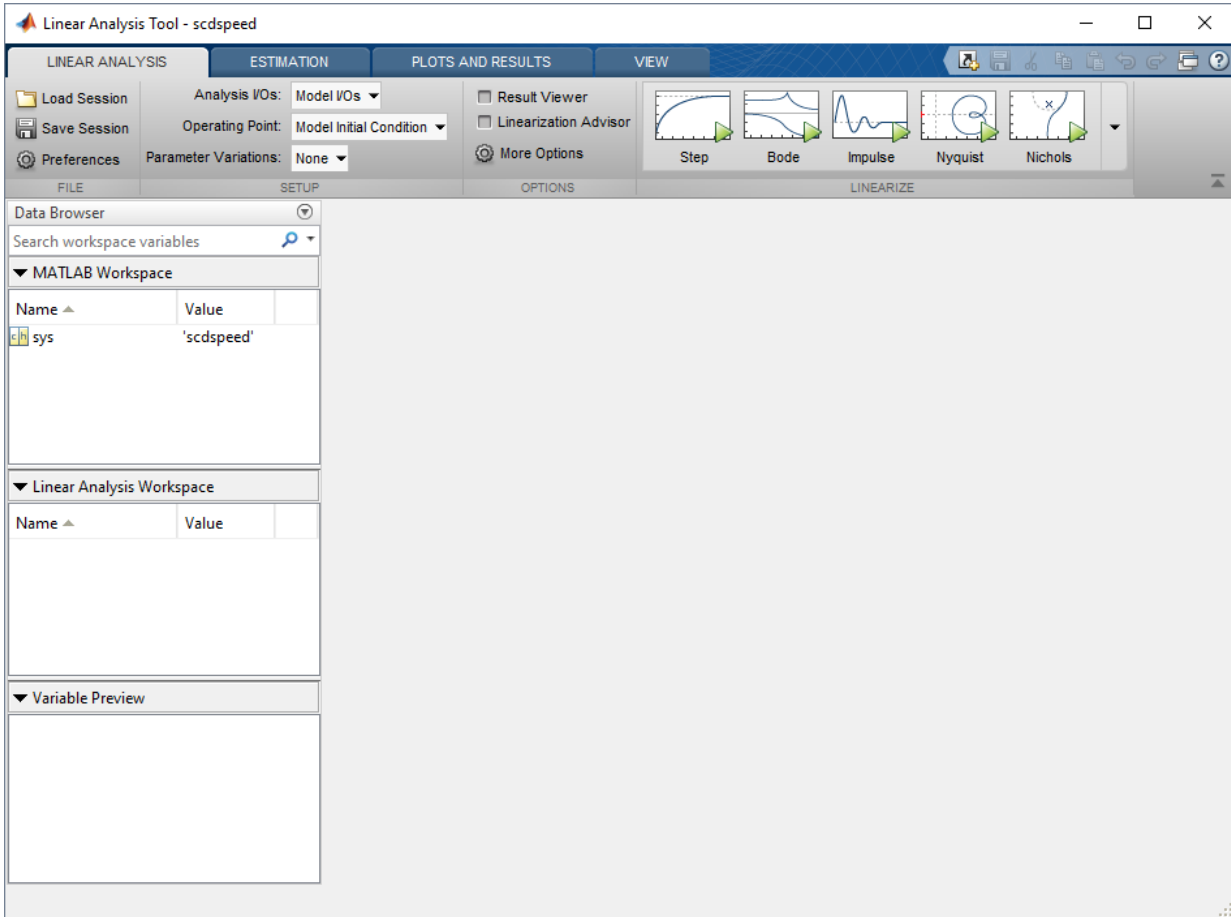 Linear Analysis Tool - scdspeed
LINEAR ANALYSIS ESTIMATION PLOTS AND RESULTS VIEW
Load Session Analysis I/Os: Model I/Os Result Viewer
Save Session Operating Point: Model Initial Condition Linearization Advisor
Preferences Parameter Variations: None More Options Step Bode Impulse Nyquist Nichols
FILE SETUP OPTIONS LINEARIZE
Data Browser
Search workspace variables
MATLAB Workspace
Name Value
ch sys 'scdspeed'
Linear Analysis Workspace
Name Value
Variable Preview